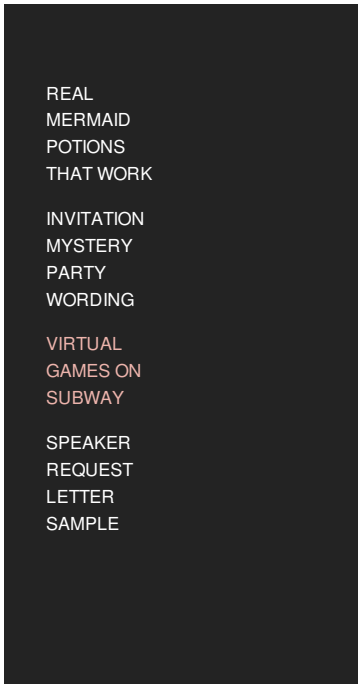 REAL
MERMAID
POTIONS
THAT WORK
INVITATION
MYSTERY
PARTY
WORDING
VIRTUAL
GAMES ON
SUBWAY
SPEAKER
REQUEST
LETTER
SAMPLE